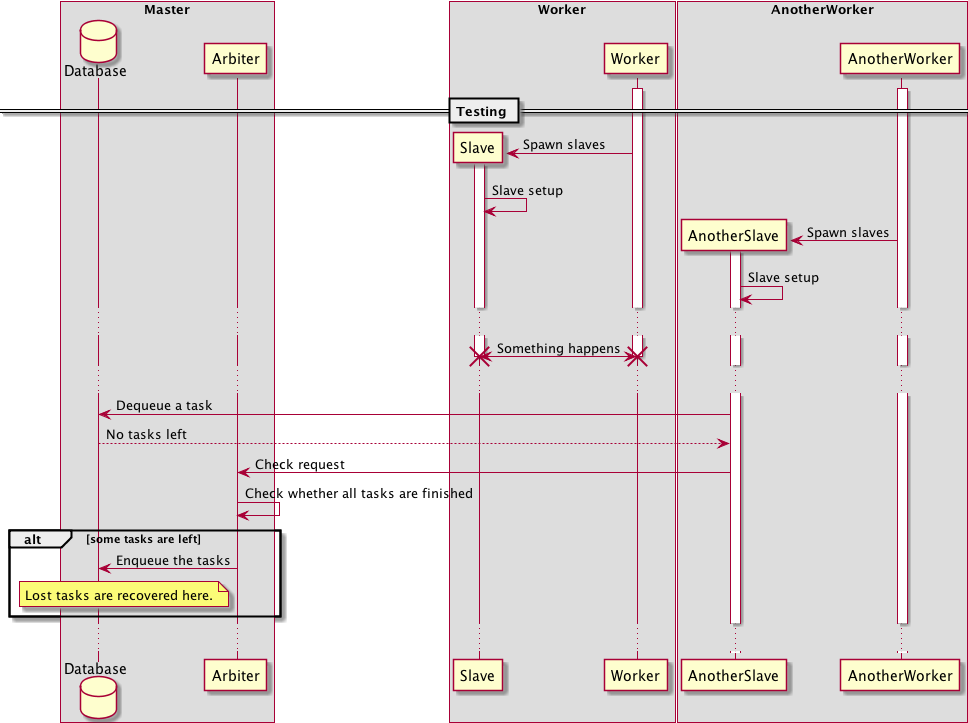 Master
Worker
AnotherWorker
Database
Arbiter
Worker
AnotherWorker
Testing
Slave
Spawn slaves
Slave setup
AnotherSlave
Spawn slaves
Slave setup
Something happens
Dequeue a task
No tasks left
Check request
Check whether all tasks are finished
alt
[some tasks are left]
Enqueue the tasks
Lost tasks are recovered here.
Database
Arbiter
Slave
Worker
AnotherSlave
AnotherWorker